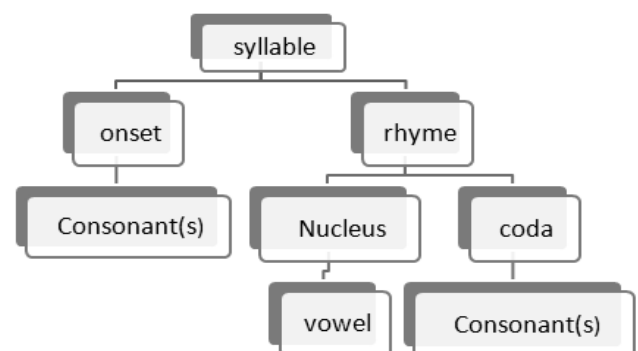 syllable
onset
rhyme
Consonant(s)
Nucleus
coda
vowel
Consonant(s)